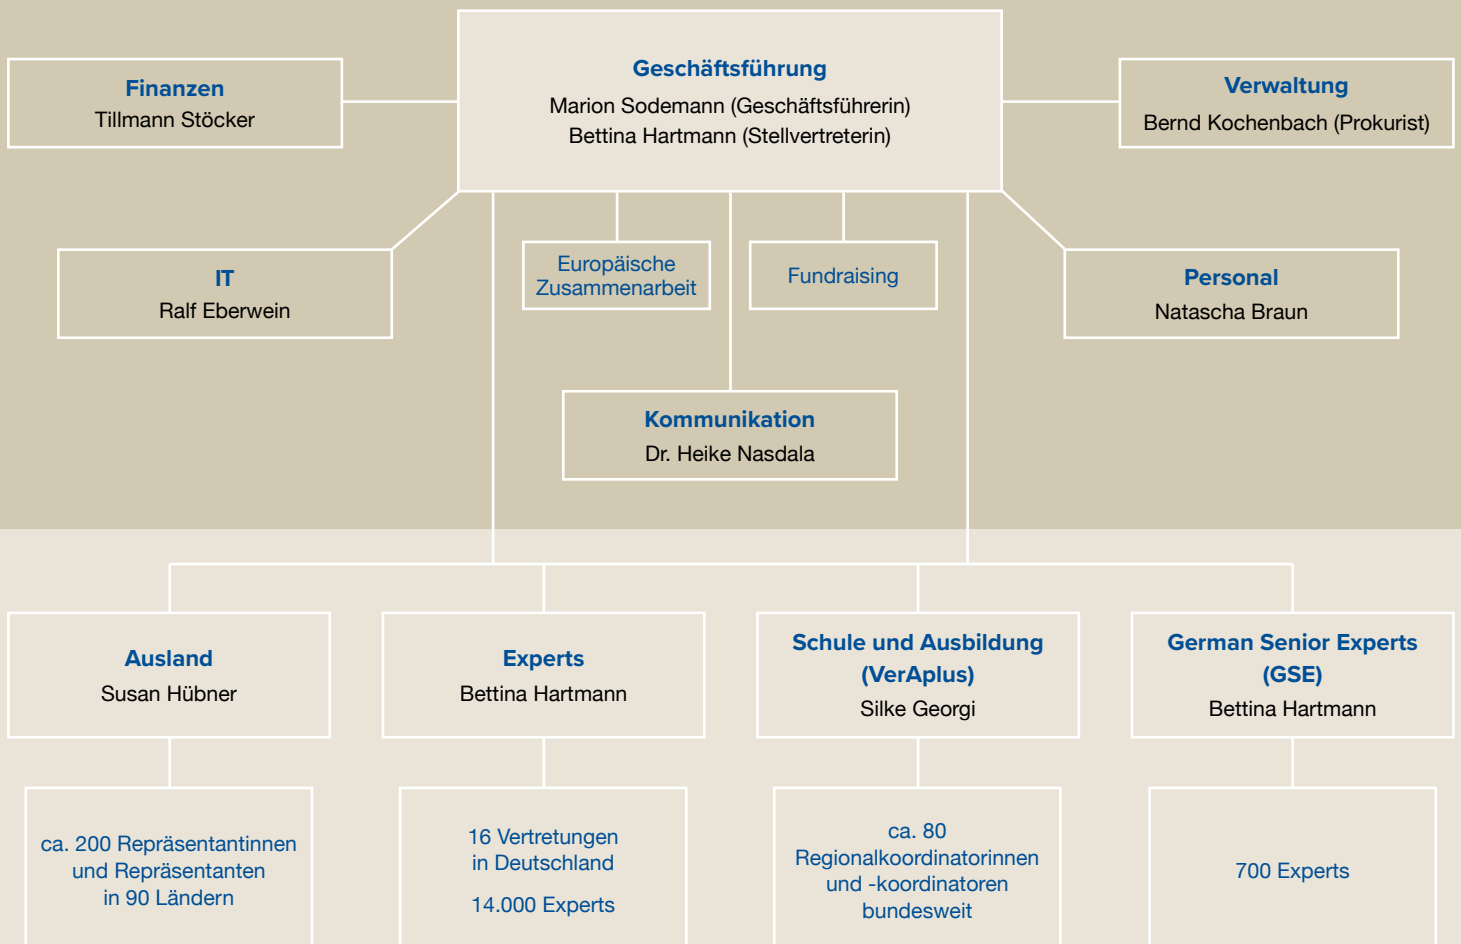 Geschäftsführung
Marion Sodemann (Geschäftsführerin)
Bettina Hartmann (Stellvertreterin)
Finanzen
Tillmann Stöcker
Verwaltung
Bernd Kochenbach (Prokurist)
IT
Ralf Eberwein
Europäische
Zusammenarbeit
Fundraising
Personal
Natascha Braun
Kommunikation
Dr. Heike Nasdala
Ausland
Susan Hübner
Experts
Bettina Hartmann
Schule und Ausbildung
(VerAplus)
Silke Georgi
German Senior Experts
(GSE)
Bettina Hartmann
ca. 200 Repräsentantinnen
und Repräsentanten
in 90 Ländern
16 Vertretungen
in Deutschland
14.000 Experts
ca. 80
Regionalkoordinatorinnen
und -koordinatoren
bundesweit
700 Experts